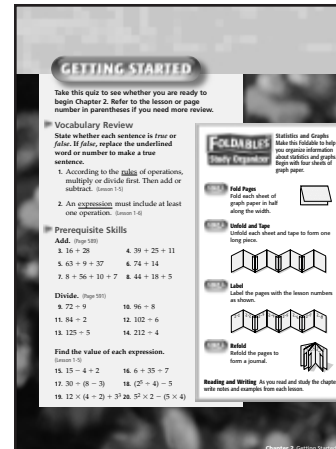 GETTING STARTED
Take this quiz to see whether you are ready to
begin Chapter 2. Refer to the lesson or page
number in parentheses if you need more review.
Vocabulary Review
State whether each sentence is true or
false. If false, replace the underlined
word or number to make a true
sentence.
1. According to the rules of operations,
multiply or divide first. Then add or
subtract. (Lesson 1-5)
2. An expression must include at least
one operation. (Lesson 1-6)
Prerequisite Skills
Add. (Page 589)
3. 16 + 28 4. 39 + 25 + 11
5. 63 + 9 + 37 6. 74 + 14
7. 8 + 56 + 10 + 7 8. 44 + 18 + 5
Divide. (Page 591)
9. 72 ÷ 9 10. 96 ÷ 8
11. 84 ÷ 2 12. 102 ÷ 6
13. 125 ÷ 5 14. 212 ÷ 4
Find the value of each expression.
(Lesson 1-5)
15. 15 − 4 + 2 16. 6 + 35 ÷ 7
17. 30 ÷ (8 − 3) 18. (2⁵ ÷ 4) − 5
19. 12 × (4 ÷ 2) + 3³ 20. 5² × 2 − (5 × 4)
FOLDABLES
Study Organizer
Statistics and Graphs
Make this Foldable to help
you organize information
about statistics and graphs.
Begin with four sheets of
graph paper.
Fold Pages
Fold each sheet of
graph paper in half
along the width.
Unfold and Tape
Unfold each sheet and tape to form one
long piece.
Label
Label the pages with the lesson numbers
as shown.
Refold
Refold the pages to
form a journal.
Reading and Writing As you read and study the chapte
write notes and examples from each lesson.
Chapter 2 Getting Started